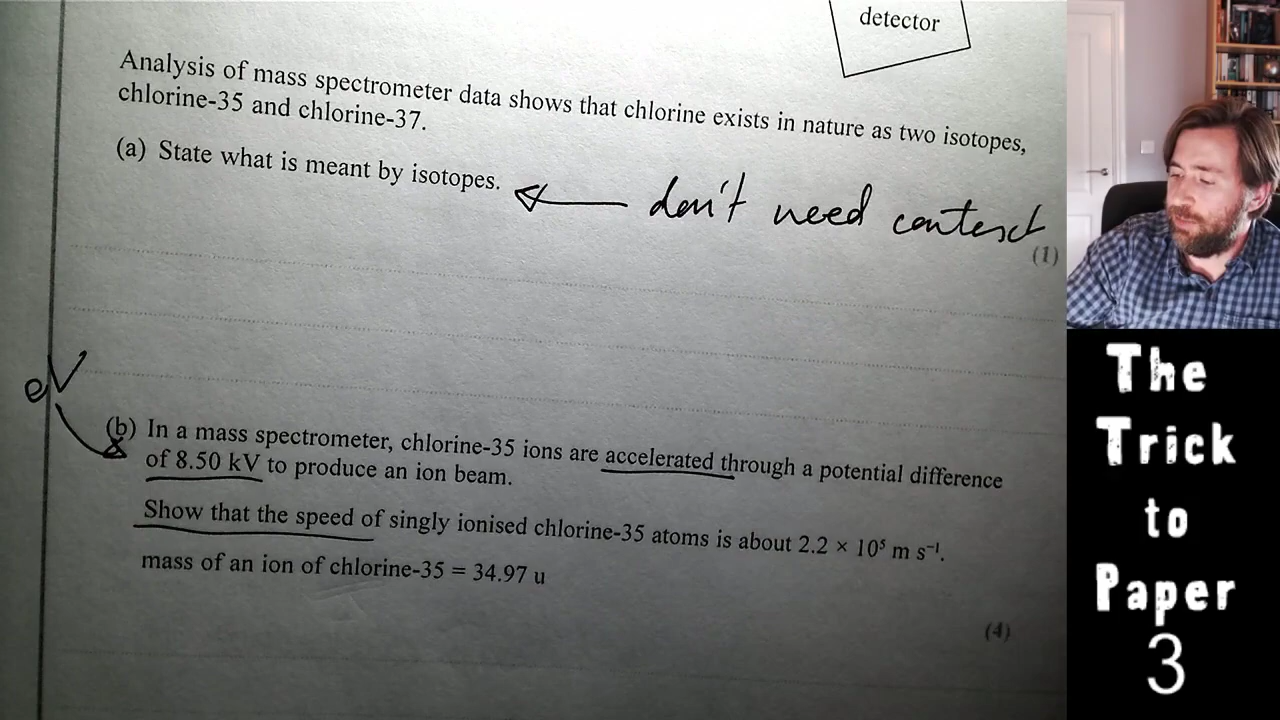 detector
Analysis of mass spectrometer data shows that chlorine exists in nature as two isotopes,
chlorine-35 and chlorine-37.
(a) State what is meant by isotopes.
don't need context
(1)
eV
(b) In a mass spectrometer, chlorine-35 ions are accelerated through a potential difference
of 8.50 kV to produce an ion beam.
Show that the speed of singly ionised chlorine-35 atoms is about 2.2 × 10⁵ m s⁻¹.
mass of an ion of chlorine-35 = 34.97 u
(4)
The
Trick
to
Paper
3